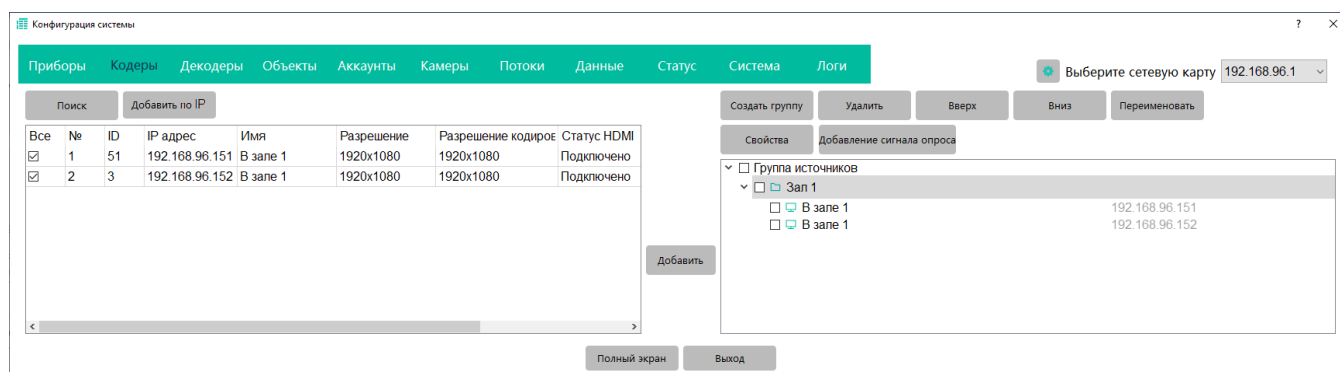 Конфигурация системы ? ×
Приборы Кодеры Декодеры Объекты Аккаунты Камеры Потоки Данные Статус Система Логи Выберите сетевую карту 192.168.96.1
Поиск Добавить по IP Создать группу Удалить Вверх Вниз Переименовать
Все № ID IP адрес Имя Разрешение Разрешение кодиров Статус HDMI Свойства Добавление сигнала опроса
1 51 192.168.96.151 В зале 1 1920x1080 1920x1080 Подключено
2 3 192.168.96.152 В зале 1 1920x1080 1920x1080 Подключено
Группа источников
Зал 1
В зале 1 192.168.96.151
В зале 1 192.168.96.152
Добавить
Полный экран Выход